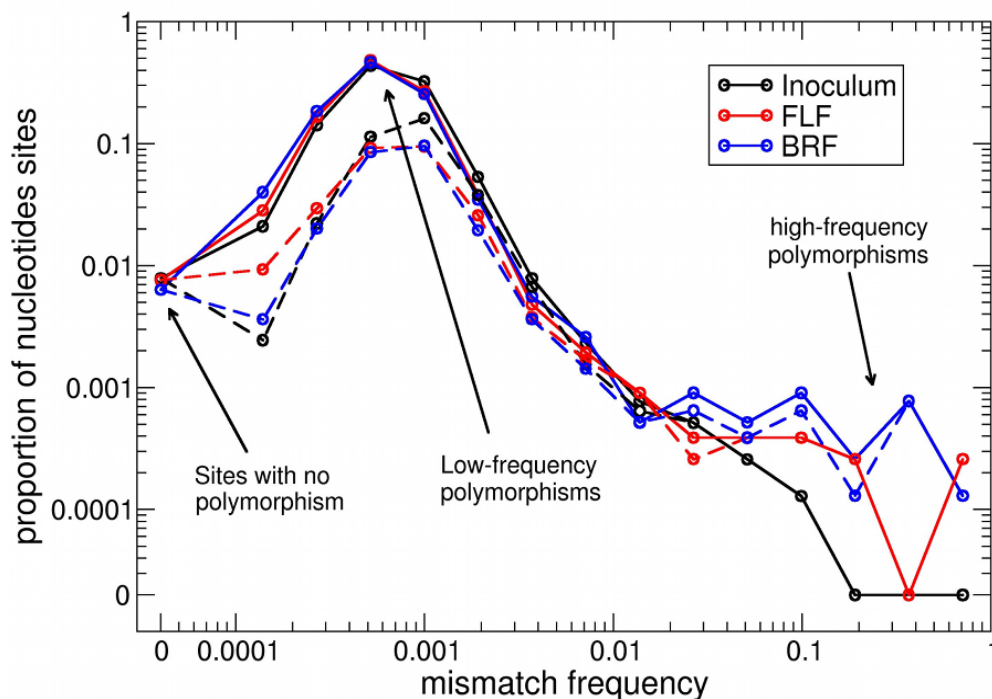 1
0.1
0.01
0.001
0.0001
0
proportion of nucleotides sites
Inoculum
FLF
BRF
high-frequency
polymorphisms
Sites with no
polymorphism
Low-frequency
polymorphisms
0 0.0001 0.001 0.01 0.1 1
mismatch frequency